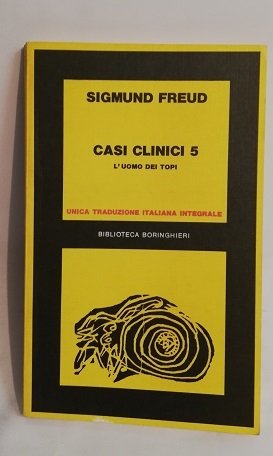 SIGMUND FREUD
CASI CLINICI 5
L'UOMO DEI TOPI
UNICA TRADUZIONE ITALIANA INTEGRALE
BIBLIOTECA BORINGHIERI